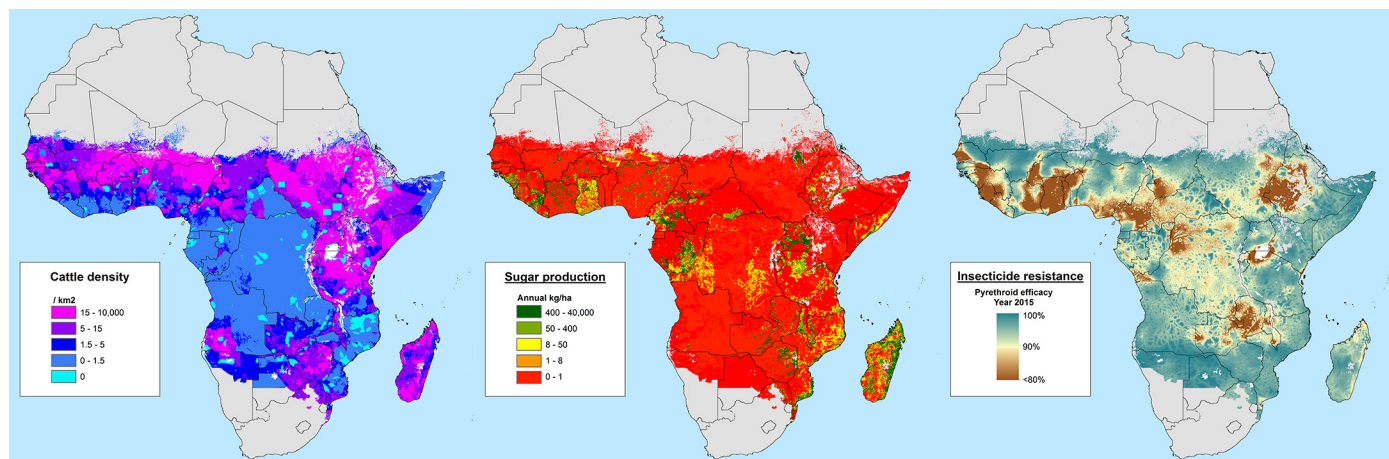 Cattle density
/ km2
15 - 10,000
5 - 15
1.5 - 5
0 - 1.5
0
Sugar production
Annual kg/ha
400 - 40,000
50 - 400
8 - 50
1 - 8
0 - 1
Insecticide resistance
Pyrethroid efficacy
Year 2015
100%
90%
<80%